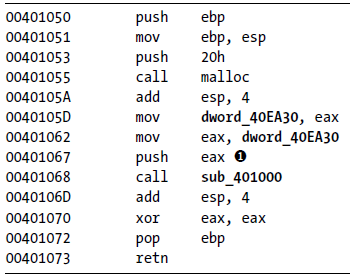 00401050 push ebp
00401051 mov ebp, esp
00401053 push 20h
00401055 call malloc
0040105A add esp, 4
0040105D mov dword_40EA30, eax
00401062 mov eax, dword_40EA30
00401067 push eax ❶
00401068 call sub_401000
0040106D add esp, 4
00401070 xor eax, eax
00401072 pop ebp
00401073 retn